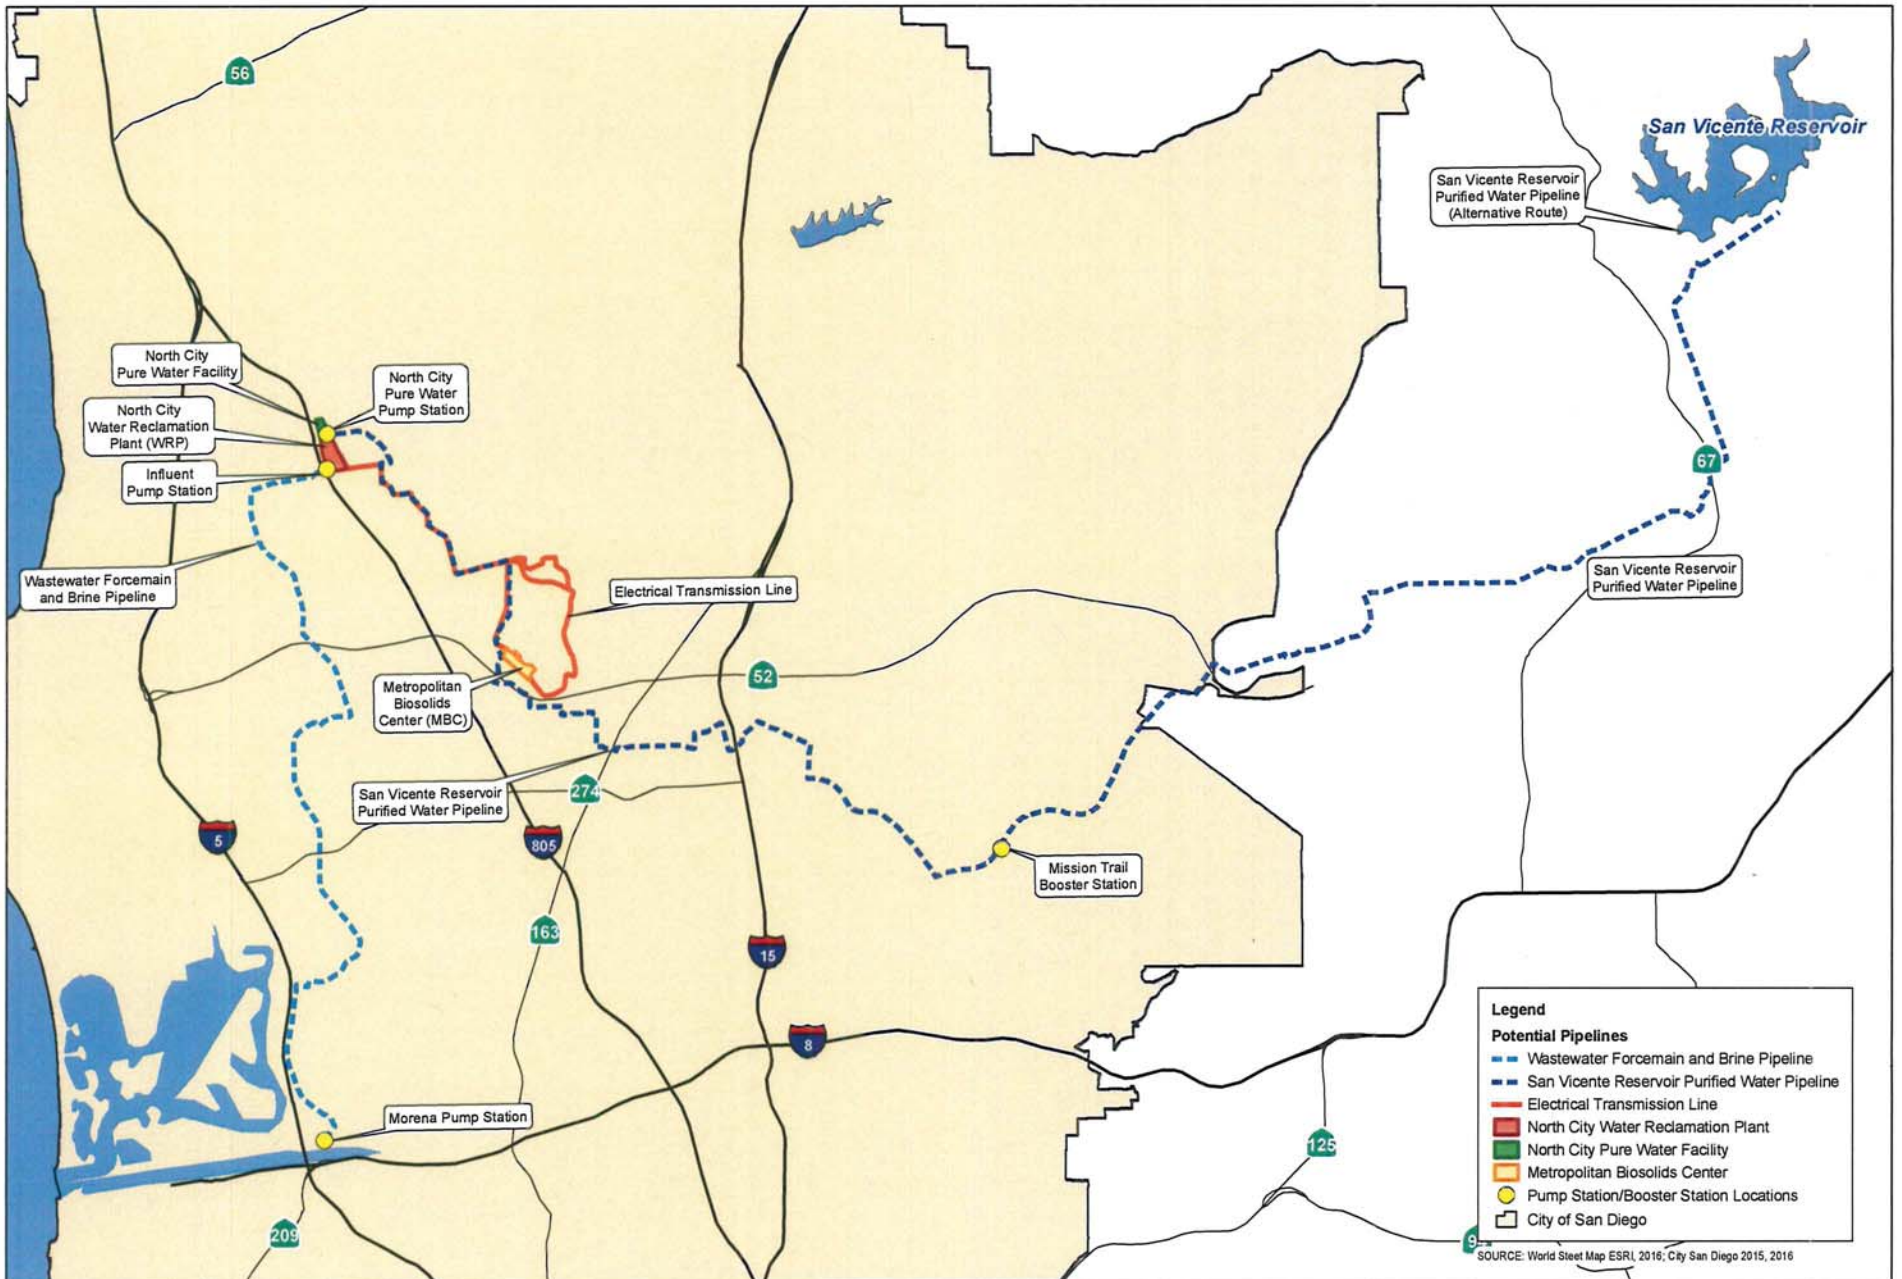 56
San Vicente Reservoir
San Vicente Reservoir
Purified Water Pipeline
(Alternative Route)
North City
Pure Water Facility
North City
Pure Water
Pump Station
North City
Water Reclamation
Plant (WRP)
Influent
Pump Station
67
Wastewater Forcemain
and Brine Pipeline
Electrical Transmission Line
San Vicente Reservoir
Purified Water Pipeline
Metropolitan
Biosolids
Center (MBC)
52
San Vicente Reservoir
Purified Water Pipeline
274
5
805
Mission Trail
Booster Station
163
15
8
Morena Pump Station
125
209
Legend
Potential Pipelines
Wastewater Forcemain and Brine Pipeline
San Vicente Reservoir Purified Water Pipeline
Electrical Transmission Line
North City Water Reclamation Plant
North City Pure Water Facility
Metropolitan Biosolids Center
Pump Station/Booster Station Locations
City of San Diego
SOURCE: World Steet Map ESRI, 2016; City San Diego 2015, 2016